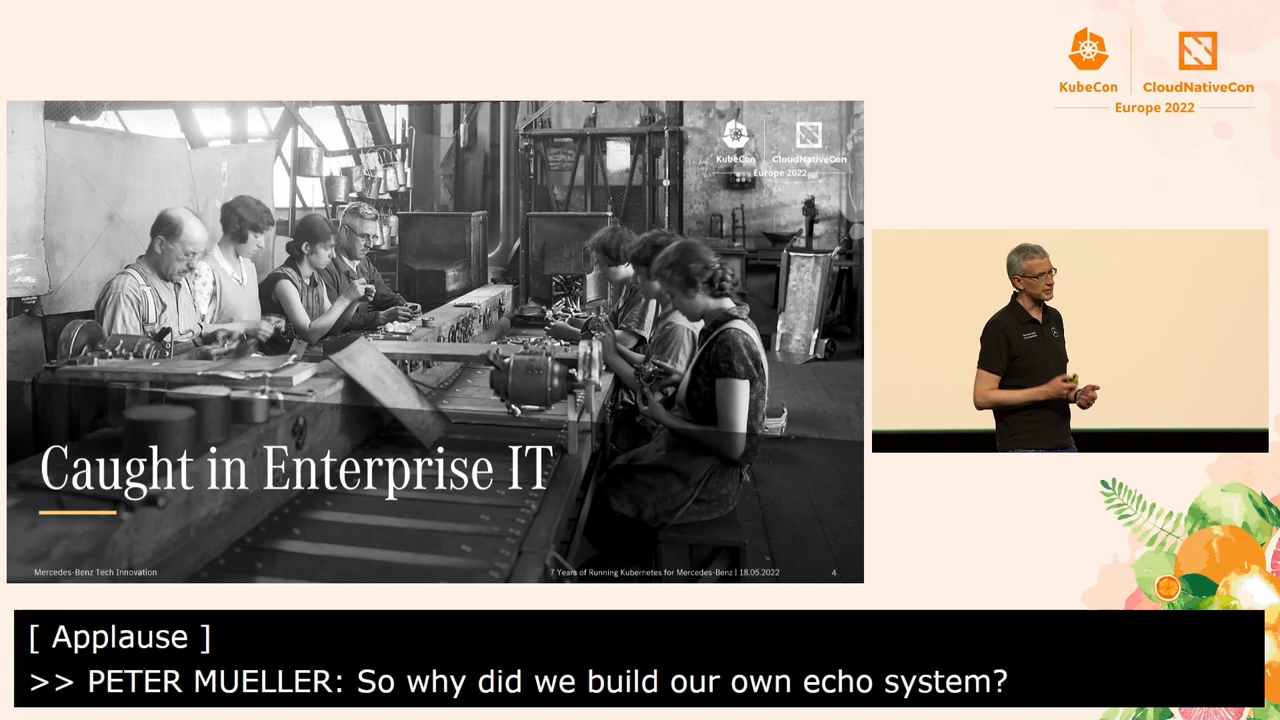 KubeCon
CloudNativeCon
Europe 2022
KubeCon
CloudNativeCon
Europe 2022
Caught in Enterprise IT
Mercedes-Benz Tech Innovation
7 Years of Running Kubernetes for Mercedes-Benz | 18.05.2022
4
[ Applause ]
>> PETER MUELLER: So why did we build our own echo system?